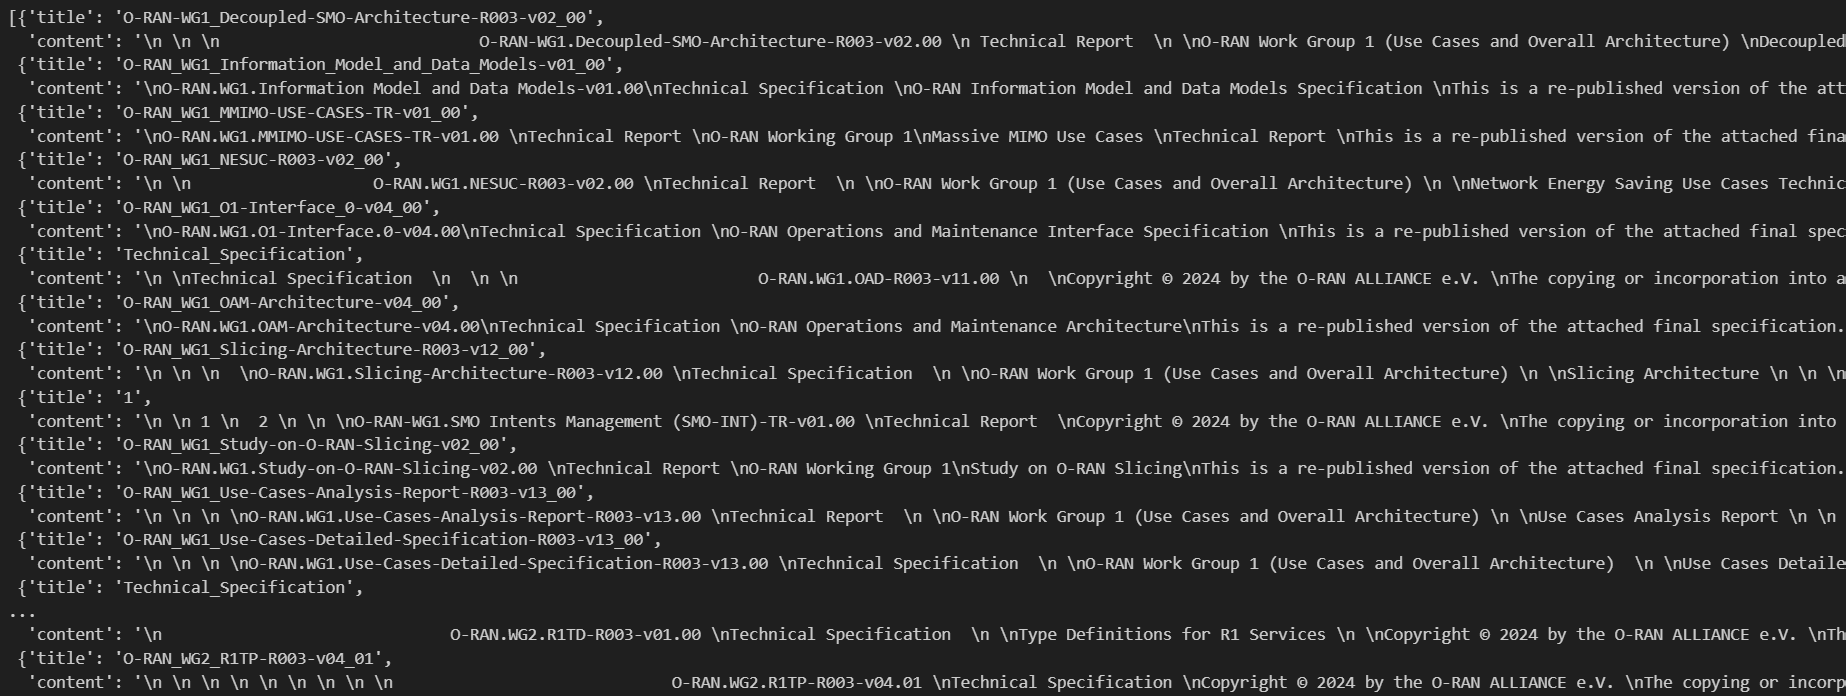 [{'title': 'O-RAN-WG1_Decoupled-SMO-Architecture-R003-v02_00',
'content': '\n \n \n O-RAN-WG1.Decoupled-SMO-Architecture-R003-v02.00 \n Technical Report \n \nO-RAN Work Group 1 (Use Cases and Overall Architecture) \nDecoupled
{'title': 'O-RAN_WG1_Information_Model_and_Data_Models-v01_00',
'content': '\nO-RAN.WG1.Information Model and Data Models-v01.00\nTechnical Specification \nO-RAN Information Model and Data Models Specification \nThis is a re-published version of the att
{'title': 'O-RAN_WG1_MMIMO-USE-CASES-TR-v01_00',
'content': '\nO-RAN.WG1.MMIMO-USE-CASES-TR-v01.00 \nTechnical Report \nO-RAN Working Group 1\nMassive MIMO Use Cases \nTechnical Report \nThis is a re-published version of the attached fina
{'title': 'O-RAN_WG1_NESUC-R003-v02_00',
'content': '\n \n O-RAN.WG1.NESUC-R003-v02.00 \nTechnical Report \n \nO-RAN Work Group 1 (Use Cases and Overall Architecture) \n \nNetwork Energy Saving Use Cases Technic
{'title': 'O-RAN_WG1_O1-Interface_0-v04_00',
'content': '\nO-RAN.WG1.O1-Interface.0-v04.00\nTechnical Specification \nO-RAN Operations and Maintenance Interface Specification \nThis is a re-published version of the attached final spec
{'title': 'Technical_Specification',
'content': '\n \nTechnical Specification \n \n \n O-RAN.WG1.OAD-R003-v11.00 \n \nCopyright © 2024 by the O-RAN ALLIANCE e.V. \nThe copying or incorporation into a
{'title': 'O-RAN_WG1_OAM-Architecture-v04_00',
'content': '\nO-RAN.WG1.OAM-Architecture-v04.00\nTechnical Specification \nO-RAN Operations and Maintenance Architecture\nThis is a re-published version of the attached final specification.
{'title': 'O-RAN_WG1_Slicing-Architecture-R003-v12_00',
'content': '\n \n \n \nO-RAN.WG1.Slicing-Architecture-R003-v12.00 \nTechnical Specification \n \nO-RAN Work Group 1 (Use Cases and Overall Architecture) \n \nSlicing Architecture \n \n \n
{'title': '1',
'content': '\n \n 1 \n 2 \n \n \nO-RAN-WG1.SMO Intents Management (SMO-INT)-TR-v01.00 \nTechnical Report \nCopyright © 2024 by the O-RAN ALLIANCE e.V. \nThe copying or incorporation into
{'title': 'O-RAN_WG1_Study-on-O-RAN-Slicing-v02_00',
'content': '\nO-RAN.WG1.Study-on-O-RAN-Slicing-v02.00 \nTechnical Report \nO-RAN Working Group 1\nStudy on O-RAN Slicing\nThis is a re-published version of the attached final specification.
{'title': 'O-RAN_WG1_Use-Cases-Analysis-Report-R003-v13_00',
'content': '\n \n \n \nO-RAN.WG1.Use-Cases-Analysis-Report-R003-v13.00 \nTechnical Report \n \nO-RAN Work Group 1 (Use Cases and Overall Architecture) \n \nUse Cases Analysis Report \n \n
{'title': 'O-RAN_WG1_Use-Cases-Detailed-Specification-R003-v13_00',
'content': '\n \n \n \nO-RAN.WG1.Use-Cases-Detailed-Specification-R003-v13.00 \nTechnical Specification \n \nO-RAN Work Group 1 (Use Cases and Overall Architecture) \n \nUse Cases Detaile
{'title': 'Technical_Specification',
...
'content': '\n O-RAN.WG2.R1TD-R003-v01.00 \nTechnical Specification \n \nType Definitions for R1 Services \n \nCopyright © 2024 by the O-RAN ALLIANCE e.V. \nTh
{'title': 'O-RAN_WG2_R1TP-R003-v04_01',
'content': '\n \n \n \n \n \n \n \n \n O-RAN.WG2.R1TP-R003-v04.01 \nTechnical Specification \nCopyright © 2024 by the O-RAN ALLIANCE e.V. \nThe copying or incorr